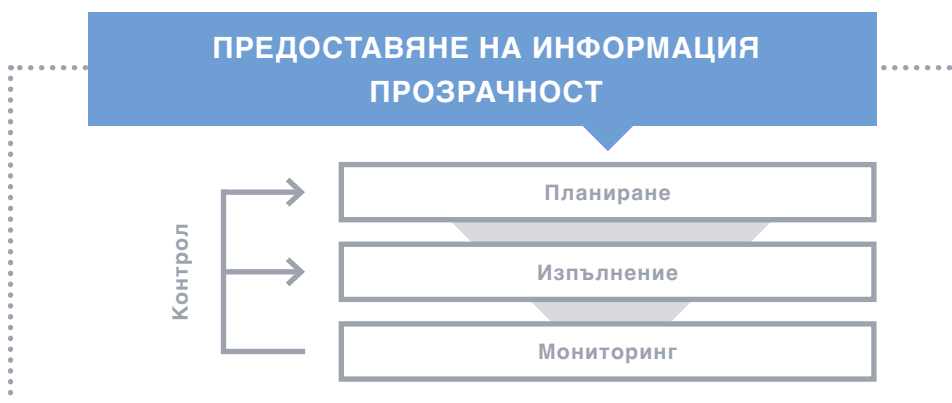 ПРЕДОСТАВЯНЕ НА ИНФОРМАЦИЯ
ПРОЗРАЧНОСТ
Планиране
Контрол
Изпълнение
Мониторинг